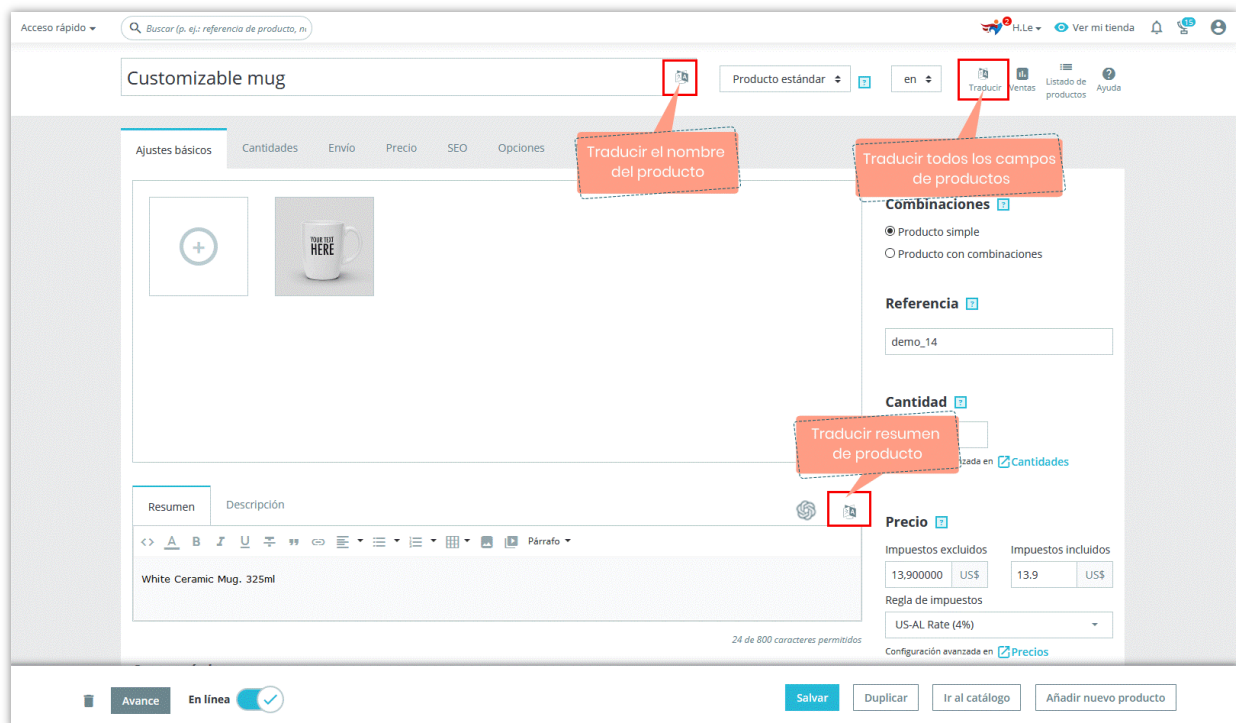 Acceso rápido
Buscar (p. ej.: referencia de producto, n
2
H.Le
Ver mi tienda
15
Customizable mug
Producto estándar
?
en
Traducir
Ventas
Listado de
productos
Ayuda
Ajustes básicos
Cantidades
Envío
Precio
SEO
Opciones
Traducir el nombre
del producto
Traducir todos los campos
de productos
YOUR TEXT
HERE
Combinaciones ?
Producto simple
Producto con combinaciones
Referencia ?
demo_14
Cantidad ?
Traducir resumen
de producto
zada en Cantidades
Resumen
Descripción
Párrafo
White Ceramic Mug. 325ml
24 de 800 caracteres permitidos
Precio ?
Impuestos excluidos
Impuestos incluidos
13,900000 US$
13.9 US$
Regla de impuestos
US-AL Rate (4%)
Configuración avanzada en Precios
Avance
En línea
Salvar
Duplicar
Ir al catálogo
Añadir nuevo producto